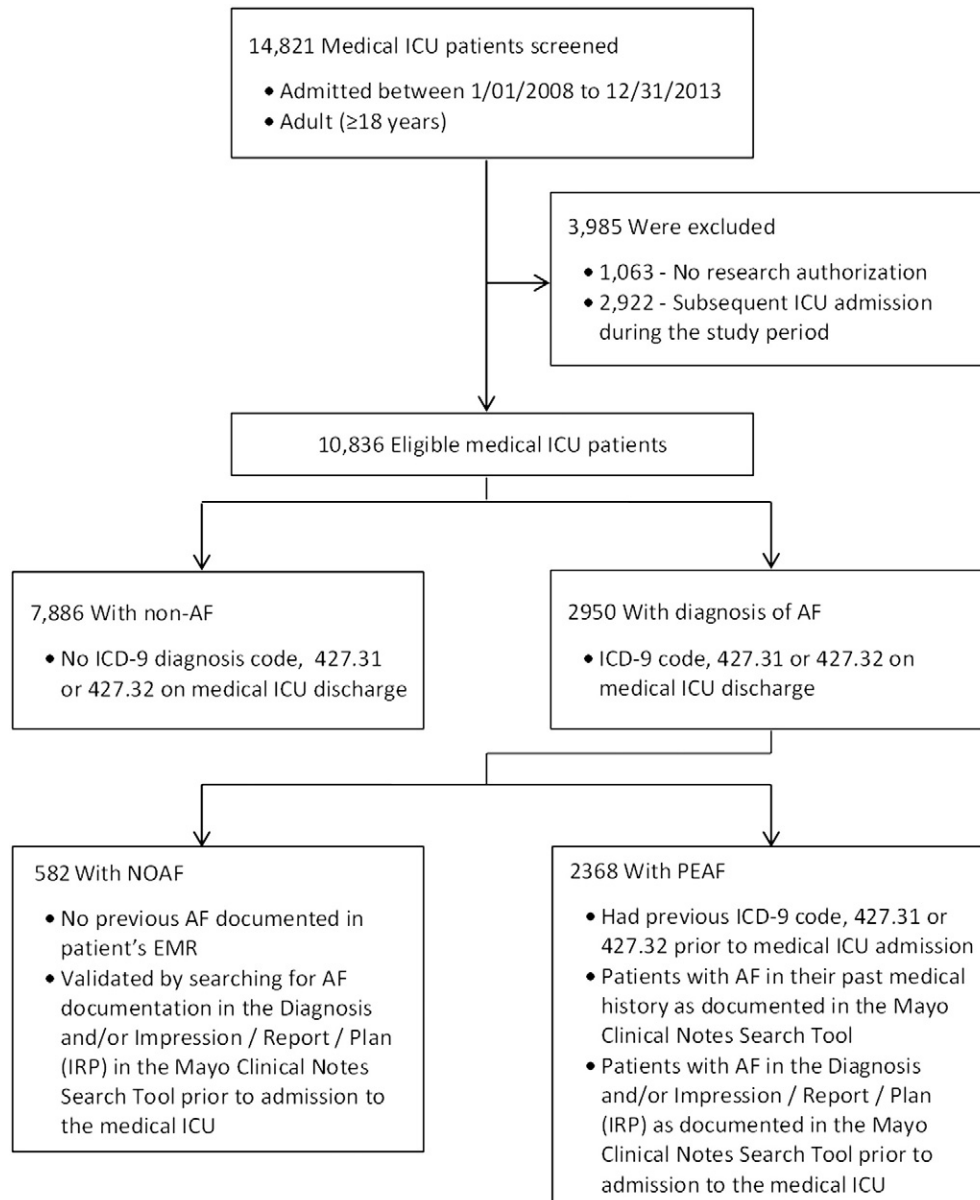 14,821 Medical ICU patients screened
• Admitted between 1/01/2008 to 12/31/2013
• Adult (≥18 years)
3,985 Were excluded
• 1,063 - No research authorization
• 2,922 - Subsequent ICU admission
during the study period
10,836 Eligible medical ICU patients
7,886 With non-AF
• No ICD-9 diagnosis code, 427.31
or 427.32 on medical ICU discharge
2950 With diagnosis of AF
• ICD-9 code, 427.31 or 427.32 on
medical ICU discharge
582 With NOAF
• No previous AF documented in
patient's EMR
• Validated by searching for AF
documentation in the Diagnosis
and/or Impression / Report / Plan
(IRP) in the Mayo Clinical Notes
Search Tool prior to admission to
the medical ICU
2368 With PEAF
• Had previous ICD-9 code, 427.31 or
427.32 prior to medical ICU admission
• Patients with AF in their past medical
history as documented in the Mayo
Clinical Notes Search Tool
• Patients with AF in the Diagnosis
and/or Impression / Report / Plan
(IRP) as documented in the Mayo
Clinical Notes Search Tool prior to
admission to the medical ICU